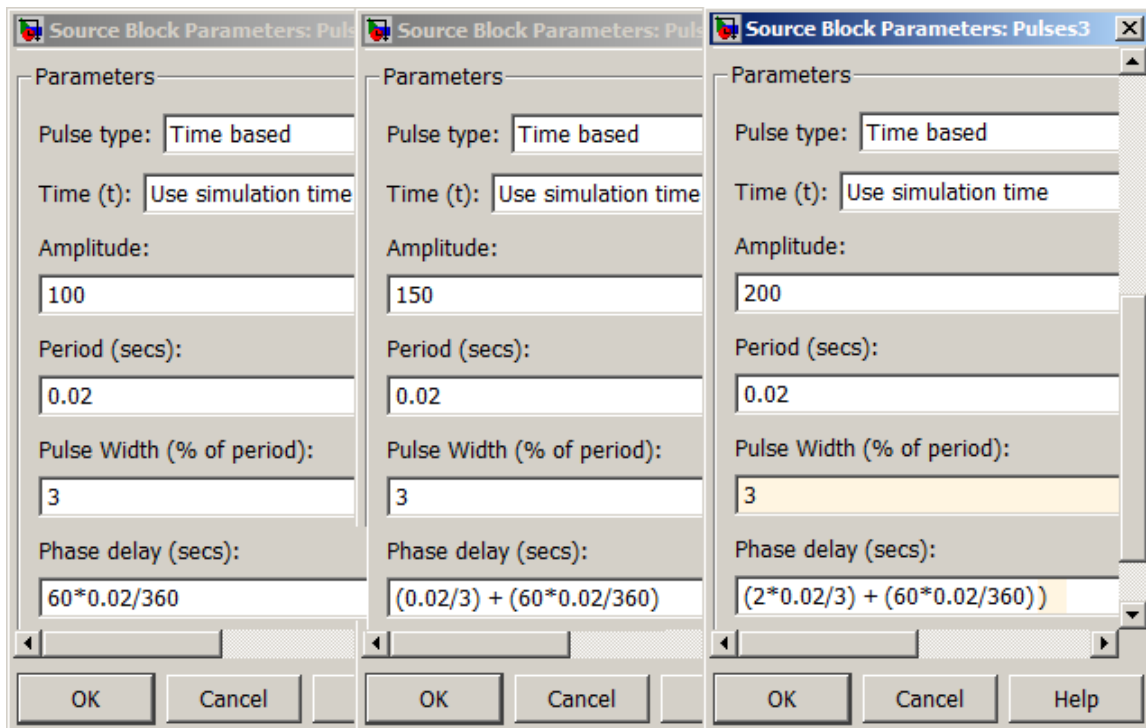 Source Block Parameters: Puls
Parameters
Pulse type: Time based
Time (t): Use simulation time
Amplitude:
100
Period (secs):
0.02
Pulse Width (% of period):
3
Phase delay (secs):
60*0.02/360
OK Cancel
Source Block Parameters: Puls
Parameters
Pulse type: Time based
Time (t): Use simulation time
Amplitude:
150
Period (secs):
0.02
Pulse Width (% of period):
3
Phase delay (secs):
(0.02/3) + (60*0.02/360)
OK Cancel
Source Block Parameters: Pulses3
Parameters
Pulse type: Time based
Time (t): Use simulation time
Amplitude:
200
Period (secs):
0.02
Pulse Width (% of period):
3
Phase delay (secs):
(2*0.02/3) + (60*0.02/360))
OK Cancel Help